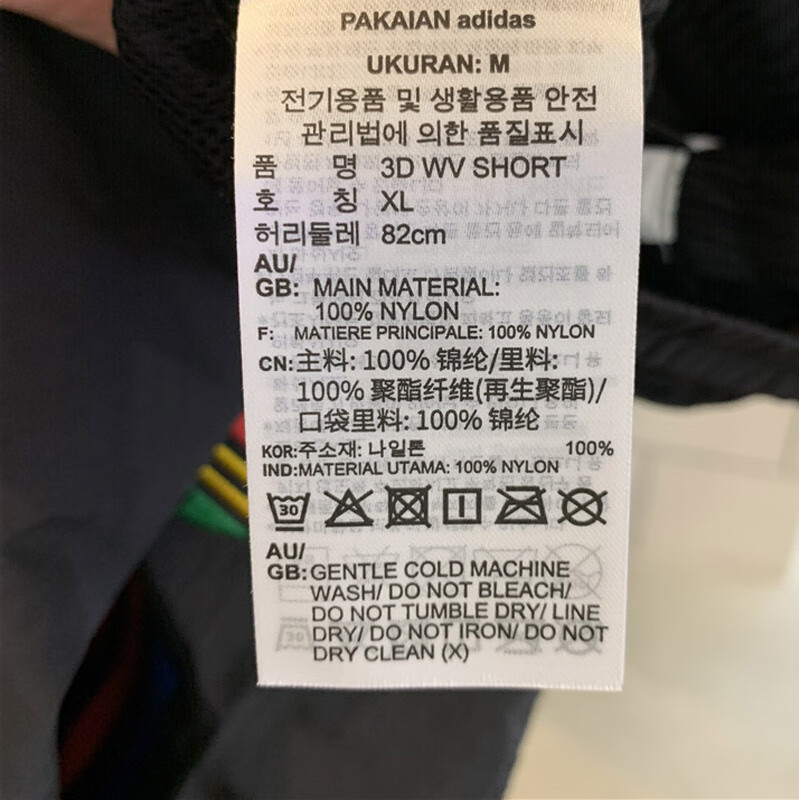 PAKAIAN adidas
UKURAN: M
전기용품 및 생활용품 안전
관리법에 의한 품질표시
품 명 3D WV SHORT
호 칭 XL
허리둘레 82cm
AU/
GB: MAIN MATERIAL:
100% NYLON
F: MATIERE PRINCIPALE: 100% NYLON
CN: 主料: 100% 锦纶/里料:
100% 聚酯纤维(再生聚酯)/
口袋里料: 100% 锦纶
KOR:주소재: 나일론 100%
IND:MATERIAL UTAMA: 100% NYLON
30
AU/
GB: GENTLE COLD MACHINE
WASH/ DO NOT BLEACH/
DO NOT TUMBLE DRY/ LINE
DRY/ DO NOT IRON/ DO NOT
DRY CLEAN (X)